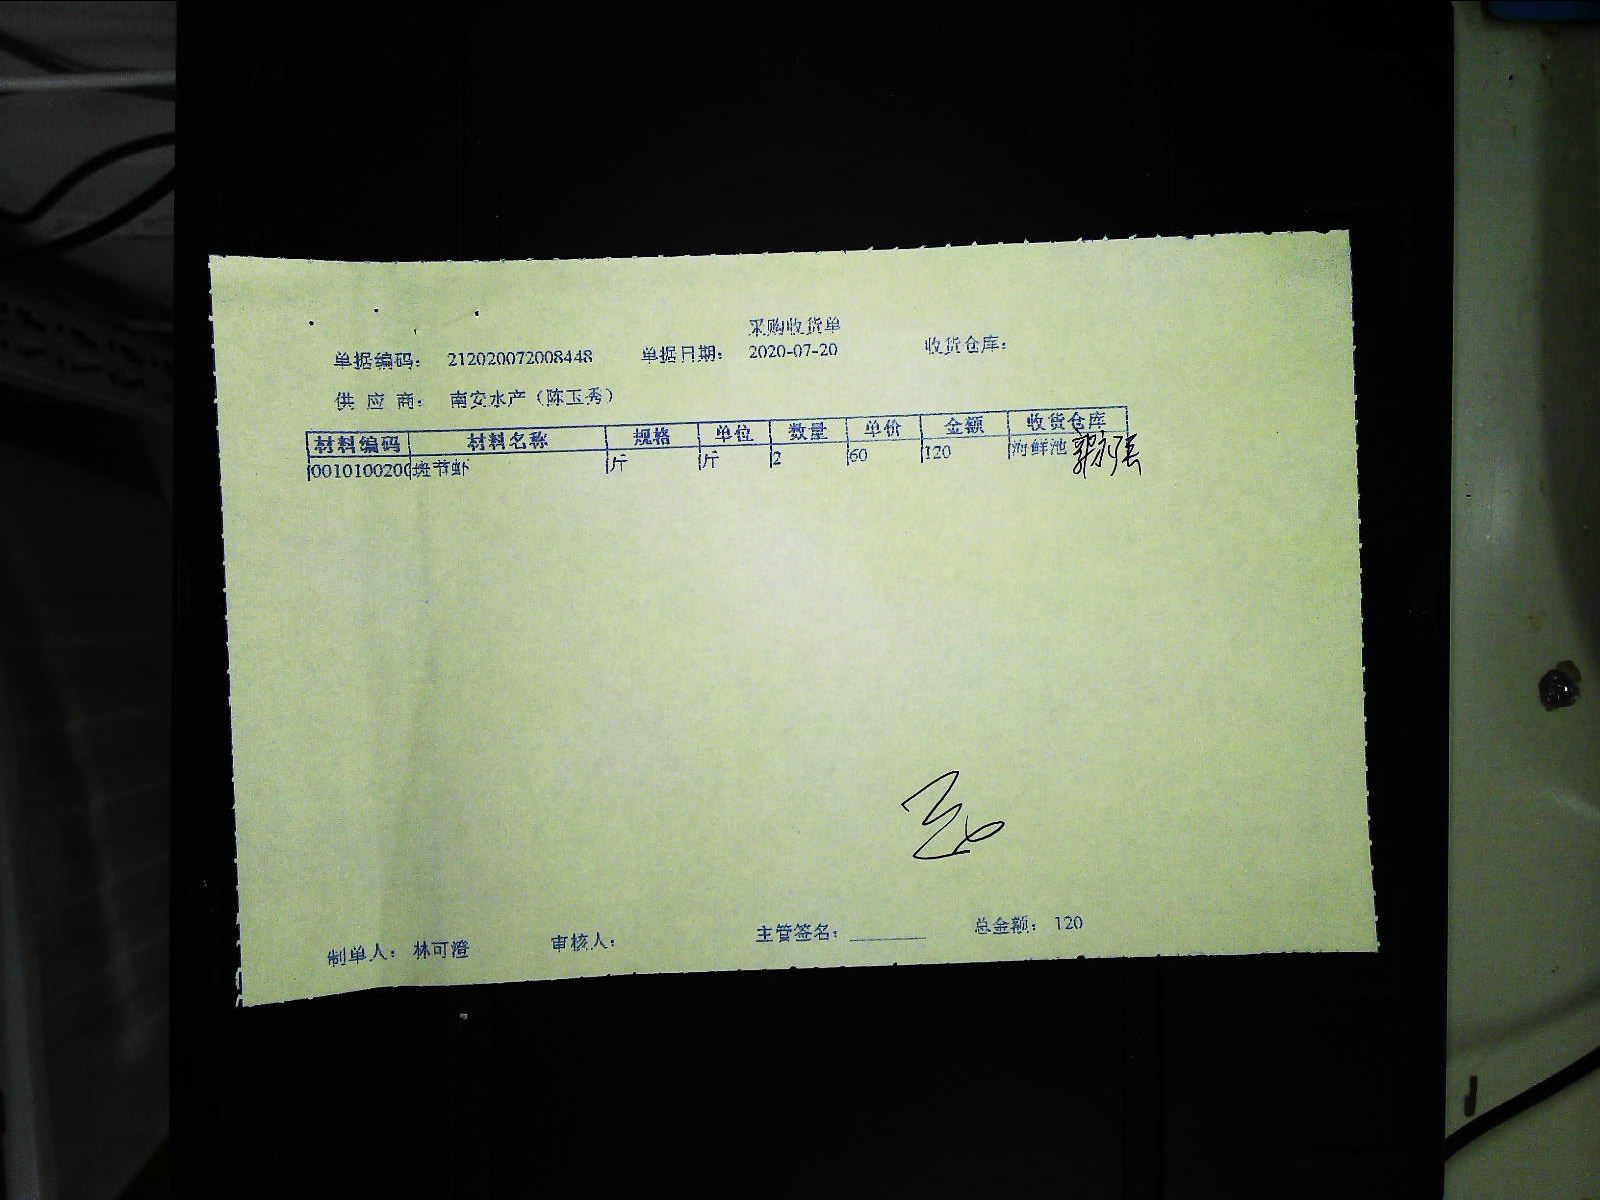 采购收货单
单据编码: 212020072008448 单据日期: 2020-07-20 收货仓库:
供应商: 南安水产（陈玉秀）
材料编码 材料名称 规格 单位 数量 单价 金额 收货仓库
0010100200 斑节虾 斤 斤 2 60 120 海鲜池
制单人: 林可澄 审核人: 主管签名: ________ 总金额: 120